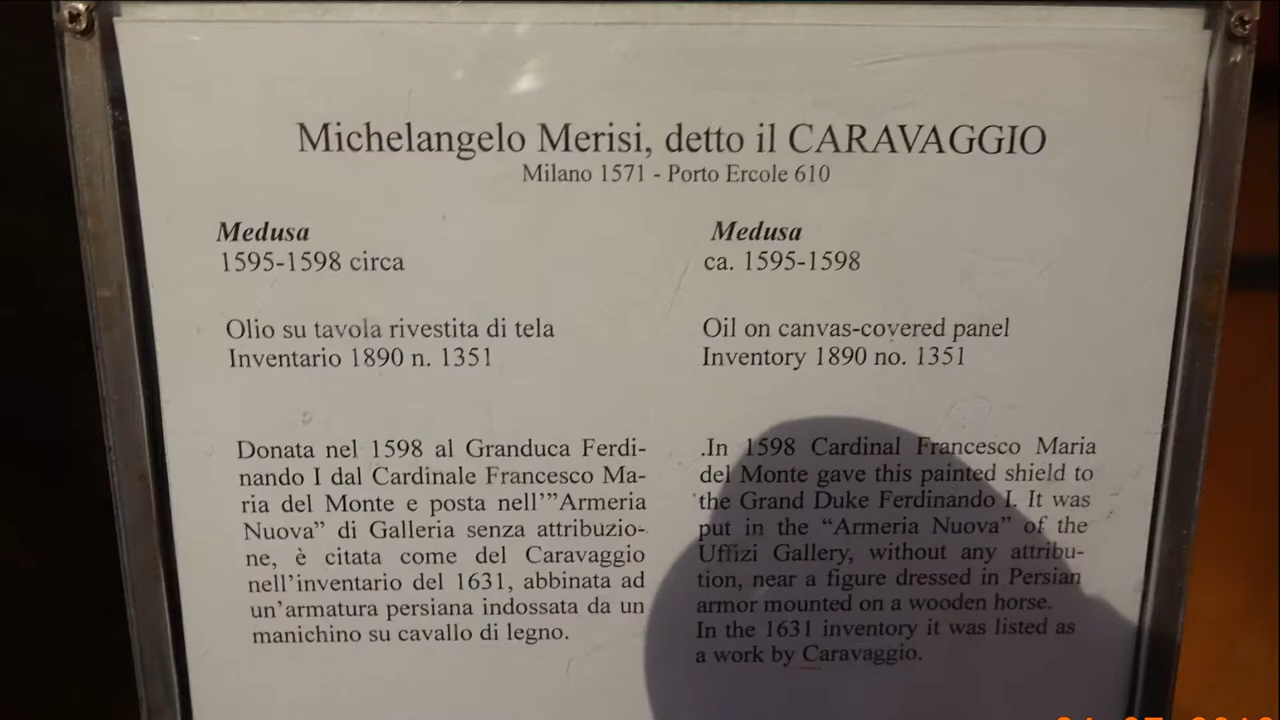 Michelangelo Merisi, detto il CARAVAGGIO
Milano 1571 - Porto Ercole 610
Medusa
1595-1598 circa
Olio su tavola rivestita di tela
Inventario 1890 n. 1351
Donata nel 1598 al Granduca Ferdi-
nando I dal Cardinale Francesco Ma-
ria del Monte e posta nell'"Armeria
Nuova" di Galleria senza attribuzio-
ne, è citata come del Caravaggio
nell'inventario del 1631, abbinata ad
un'armatura persiana indossata da un
manichino su cavallo di legno.
Medusa
ca. 1595-1598
Oil on canvas-covered panel
Inventory 1890 no. 1351
.In 1598 Cardinal Francesco Maria
del Monte gave this painted shield to
the Grand Duke Ferdinando I. It was
put in the "Armeria Nuova" of the
Uffizi Gallery, without any attribu-
tion, near a figure dressed in Persian
armor mounted on a wooden horse.
In the 1631 inventory it was listed as
a work by Caravaggio.